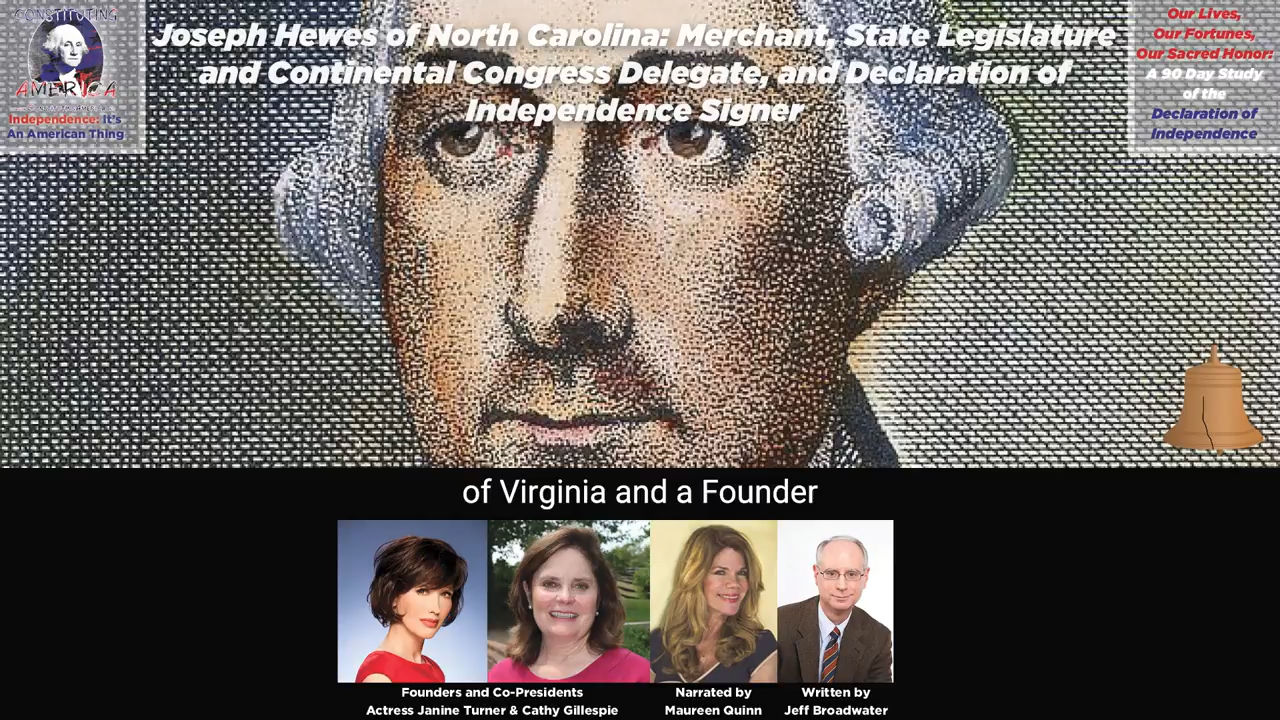 CONSTITUTING
AMERICA
Independence: It's
An American Thing
Joseph Hewes of North Carolina: Merchant, State Legislature
and Continental Congress Delegate, and Declaration of
Independence Signer
Our Lives,
Our Fortunes,
Our Sacred Honor:
A 90 Day Study
of the
Declaration of
Independence
of Virginia and a Founder
Founders and Co-Presidents
Actress Janine Turner & Cathy Gillespie
Narrated by
Maureen Quinn
Written by
Jeff Broadwater